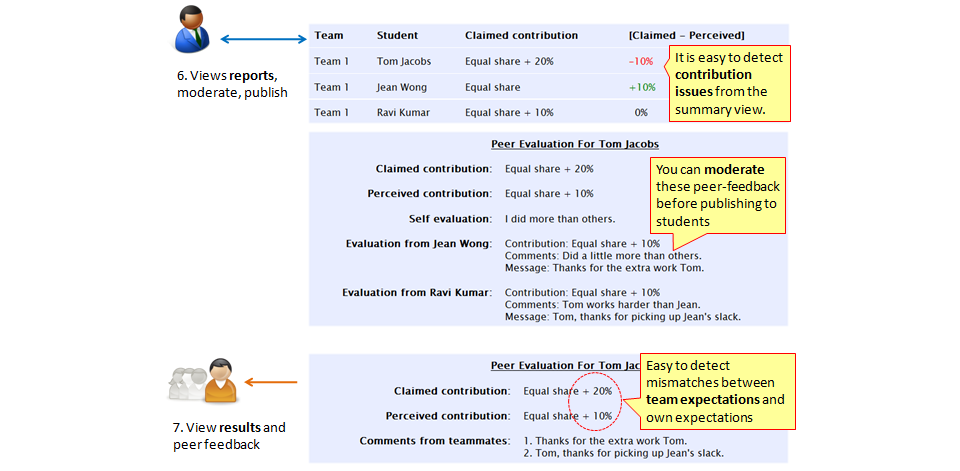 Team Student Claimed contribution [Claimed – Perceived]
Team 1 Tom Jacobs Equal share + 20% –10%
Team 1 Jean Wong Equal share +10%
Team 1 Ravi Kumar Equal share + 10% 0%
6. Views reports,
moderate, publish
It is easy to detect
contribution
issues from the
summary view.
Peer Evaluation For Tom Jacobs
Claimed contribution: Equal share + 20%
Perceived contribution: Equal share + 10%
Self evaluation: I did more than others.
Evaluation from Jean Wong: Contribution: Equal share + 10%
Comments: Did a little more than others.
Message: Thanks for the extra work Tom.
Evaluation from Ravi Kumar: Contribution: Equal share + 10%
Comments: Tom works harder than Jean.
Message: Tom, thanks for picking up Jean's slack.
You can moderate
these peer-feedback
before publishing to
students
7. View results and
peer feedback
Peer Evaluation For Tom Jac
Claimed contribution: Equal share + 20%
Perceived contribution: Equal share + 10%
Comments from teammates: 1. Thanks for the extra work Tom.
2. Tom, thanks for picking up Jean's slack.
Easy to detect
mismatches between
team expectations and
own expectations